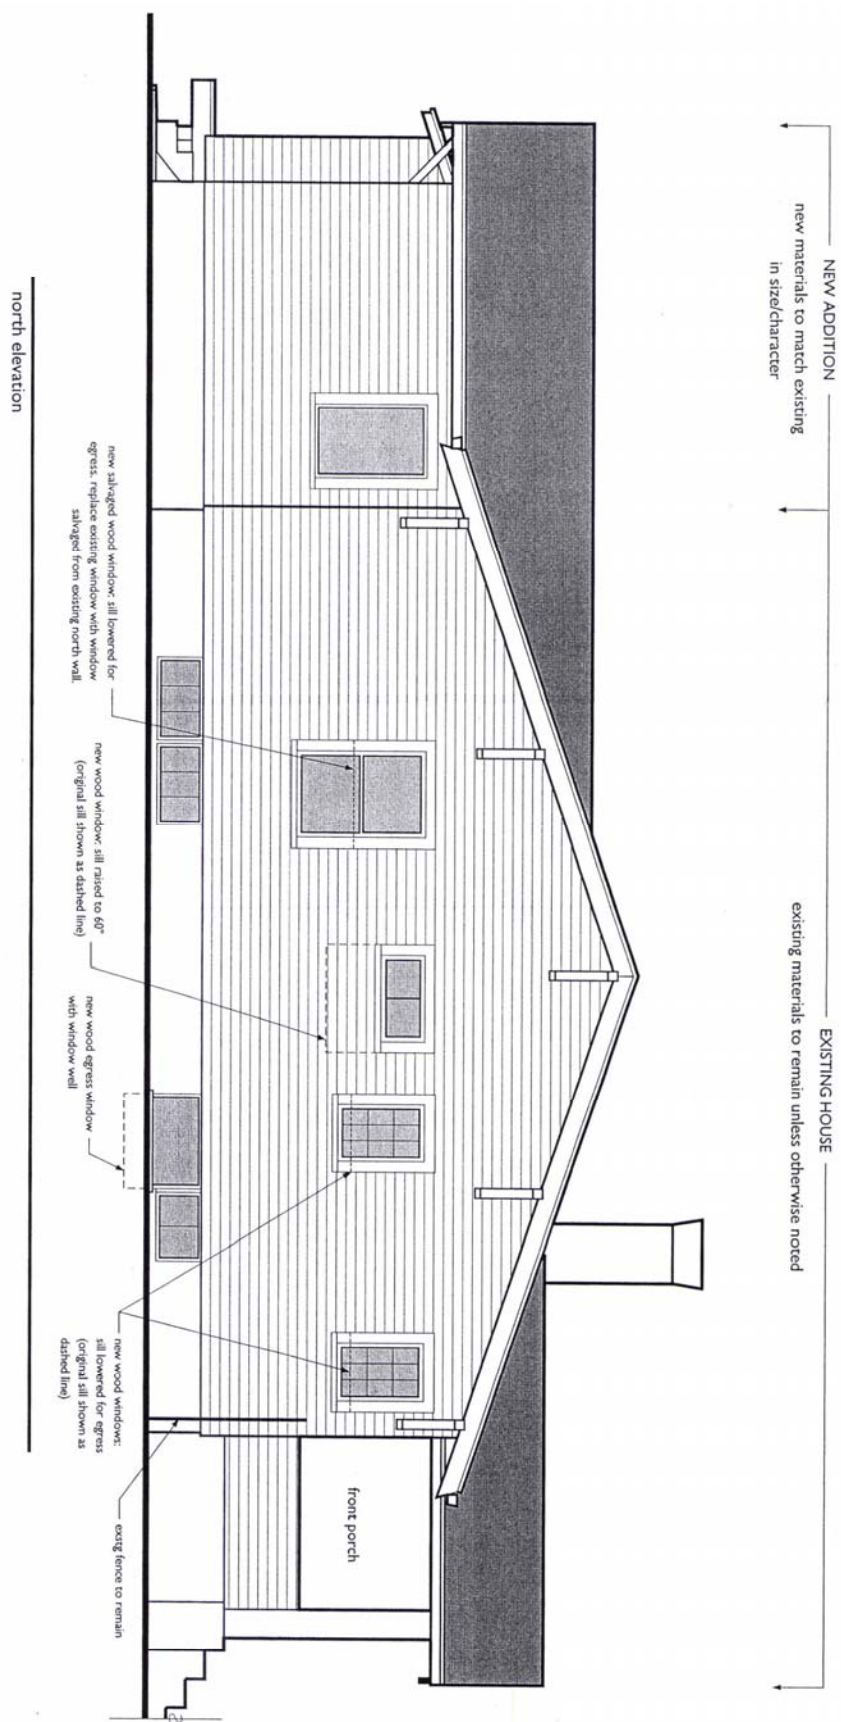 NEW ADDITION
new materials to match existing
in size/character
EXISTING HOUSE
existing materials to remain unless otherwise noted
front porch
new salvaged wood window: sill lowered for
egress. replace existing window with window
salvaged from existing north wall.
new wood window: sill raised to 60"
(original sill shown as dashed line)
new wood egress window
with window well
new wood windows:
sill lowered for egress
(original sill shown as
dashed line)
exstg fence to remain
north elevation